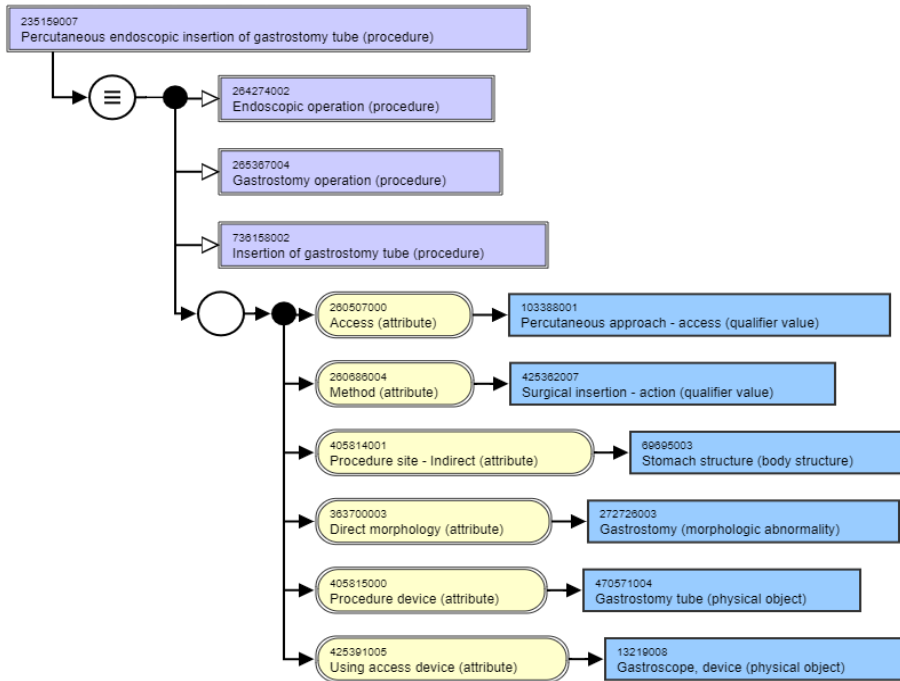 235159007
Percutaneous endoscopic insertion of gastrostomy tube (procedure)
264274002
Endoscopic operation (procedure)
265367004
Gastrostomy operation (procedure)
736158002
Insertion of gastrostomy tube (procedure)
260507000
Access (attribute)
103388001
Percutaneous approach - access (qualifier value)
260686004
Method (attribute)
425362007
Surgical insertion - action (qualifier value)
405814001
Procedure site - Indirect (attribute)
69695003
Stomach structure (body structure)
363700003
Direct morphology (attribute)
272726003
Gastrostomy (morphologic abnormality)
405815000
Procedure device (attribute)
470571004
Gastrostomy tube (physical object)
425391005
Using access device (attribute)
13219008
Gastroscope, device (physical object)